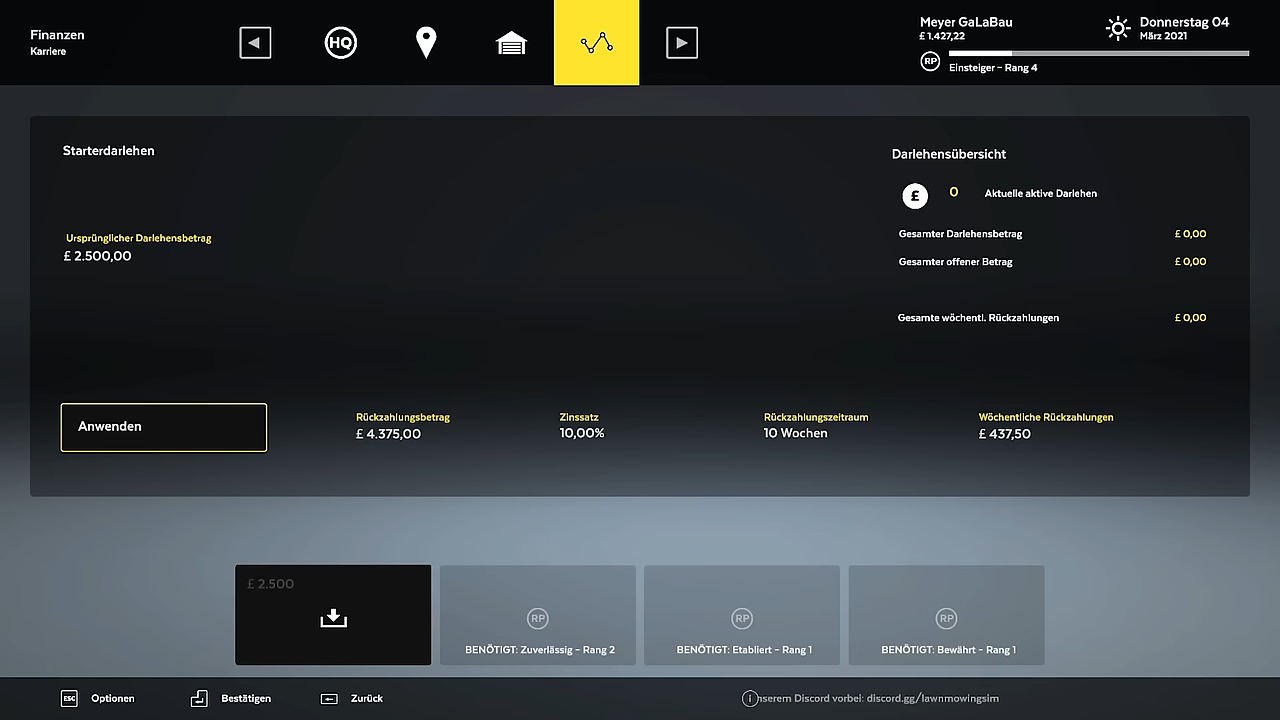 Finanzen
Karriere
HQ
Meyer GaLaBau
£ 1.427,22
Donnerstag 04
März 2021
RP
Einsteiger - Rang 4
Starterdarlehen
Darlehensübersicht
£ 0 Aktuelle aktive Darlehen
Ursprünglicher Darlehensbetrag
£ 2.500,00
Gesamter Darlehensbetrag £ 0,00
Gesamter offener Betrag £ 0,00
Gesamte wöchentl. Rückzahlungen £ 0,00
Anwenden
Rückzahlungsbetrag
£ 4.375,00
Zinssatz
10,00%
Rückzahlungszeitraum
10 Wochen
Wöchentliche Rückzahlungen
£ 437,50
£ 2.500
RP
BENÖTIGT: Zuverlässig - Rang 2
RP
BENÖTIGT: Etabliert - Rang 1
RP
BENÖTIGT: Bewährt - Rang 1
ESC Optionen
Bestätigen
Zurück
i nserem Discord vorbei: discord.gg/lawnmowingsim